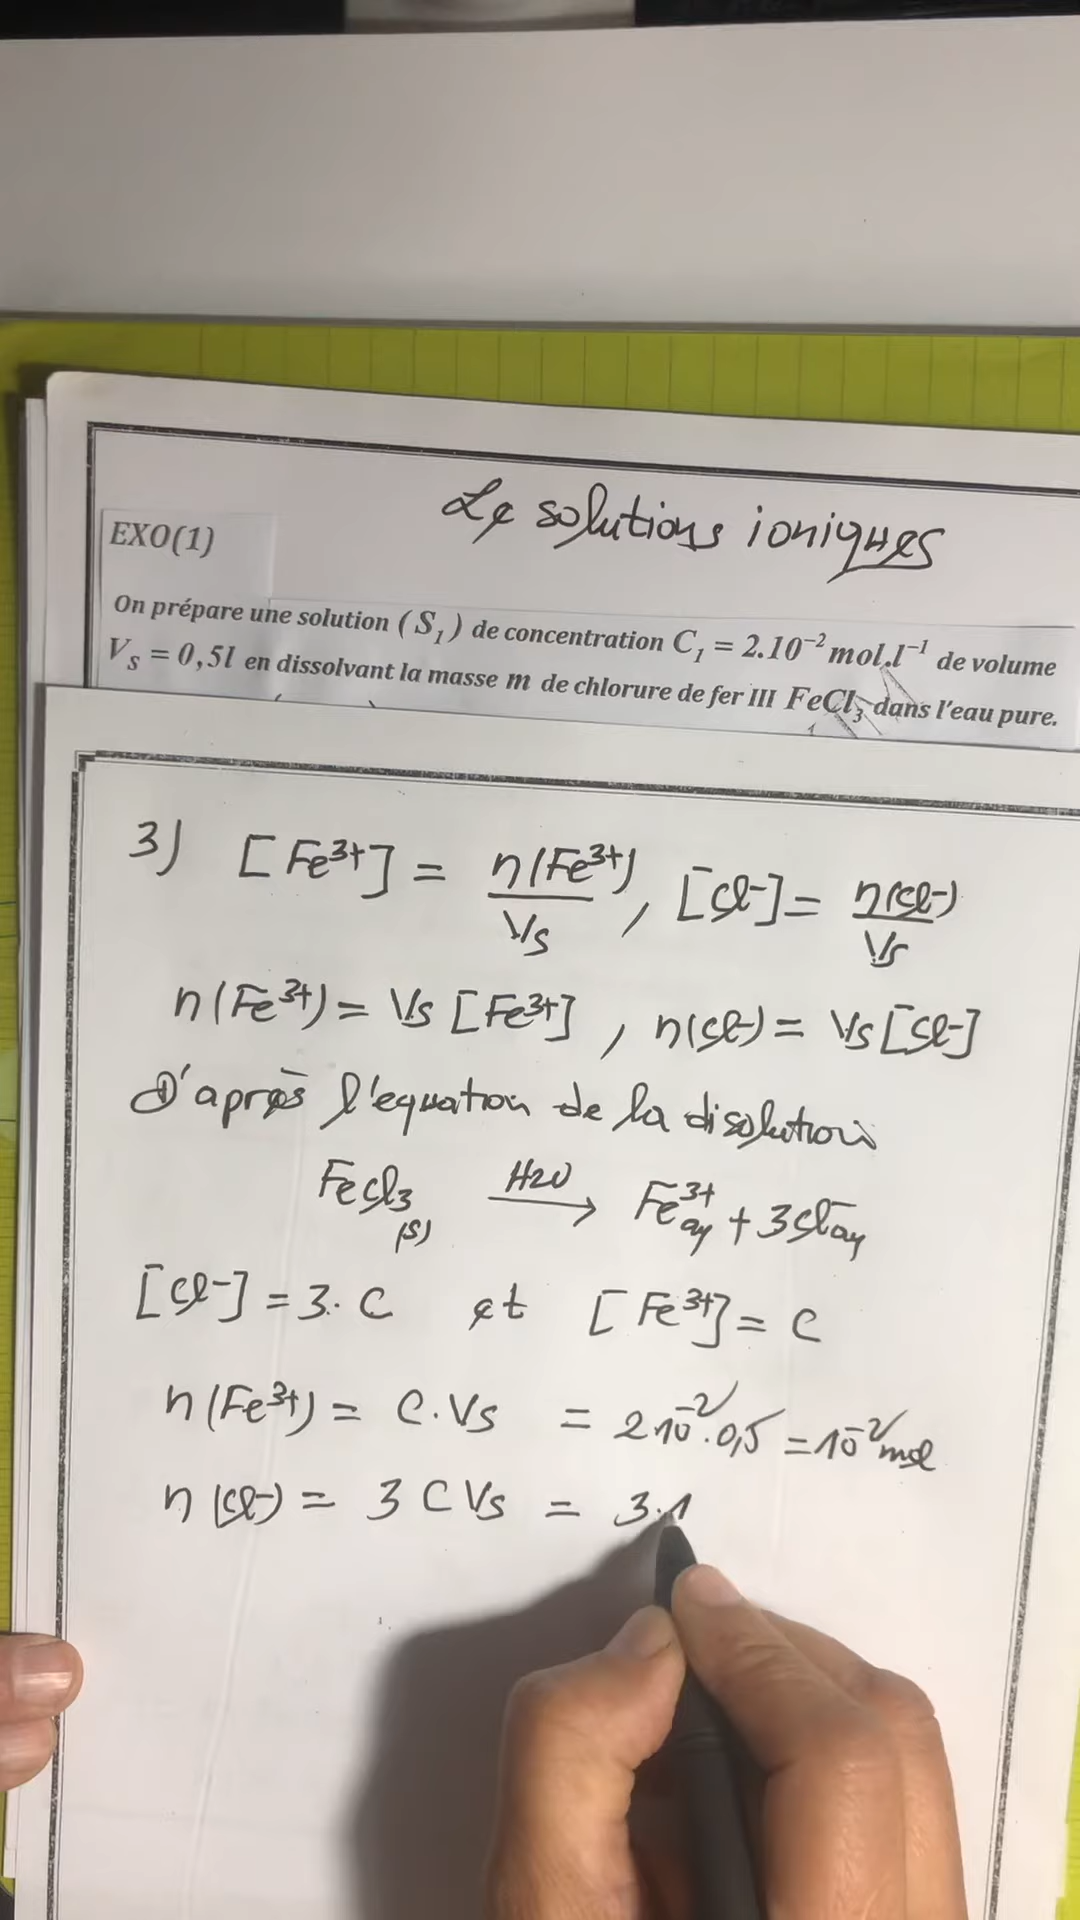 Les solutions ioniques
EXO(1)
On prépare une solution (S₁) de concentration C₁ = 2.10⁻² mol.l⁻¹ de volume
Vs = 0,5l en dissolvant la masse m de chlorure de fer III FeCl₃ dans l'eau pure.
3) [Fe³⁺] = n(Fe³⁺)/Vs , [Cl⁻] = n(Cl⁻)/Vs
n(Fe³⁺) = Vs [Fe³⁺] , n(Cl⁻) = Vs [Cl⁻]
D'après l'equation de la disolution
FeCl₃(s) —H2O→ Fe³⁺aq + 3Cl⁻aq
[Cl⁻] = 3. C et [Fe³⁺] = C
n(Fe³⁺) = C.Vs = 2 10⁻².0,5 = 10⁻² mol
n(Cl⁻) = 3 C Vs = 3.1